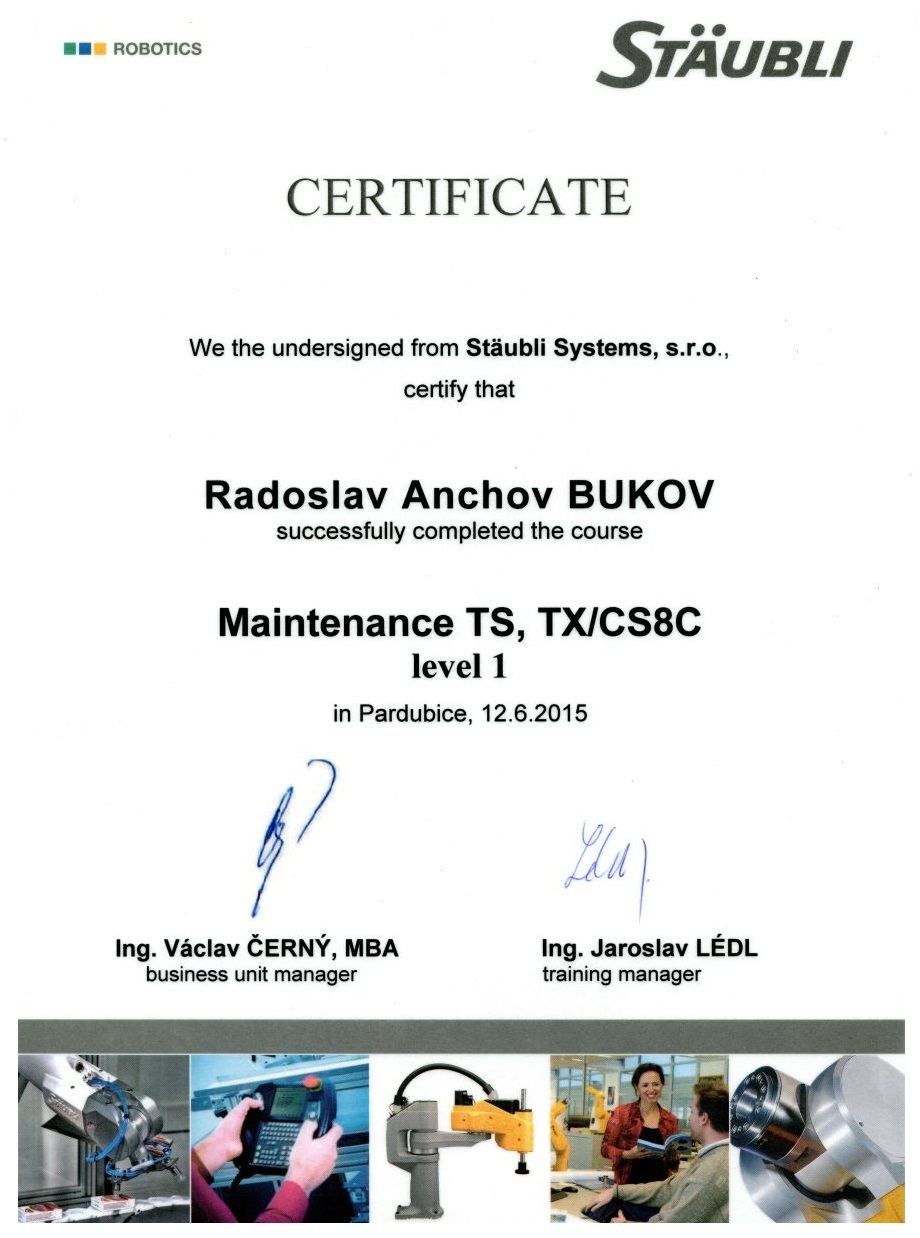 ROBOTICS
STÄUBLI
CERTIFICATE
We the undersigned from Stäubli Systems, s.r.o.,
certify that
Radoslav Anchov BUKOV
successfully completed the course
Maintenance TS, TX/CS8C
level 1
in Pardubice, 12.6.2015
Ing. Václav ČERNÝ, MBA
business unit manager
Ing. Jaroslav LÉDL
training manager